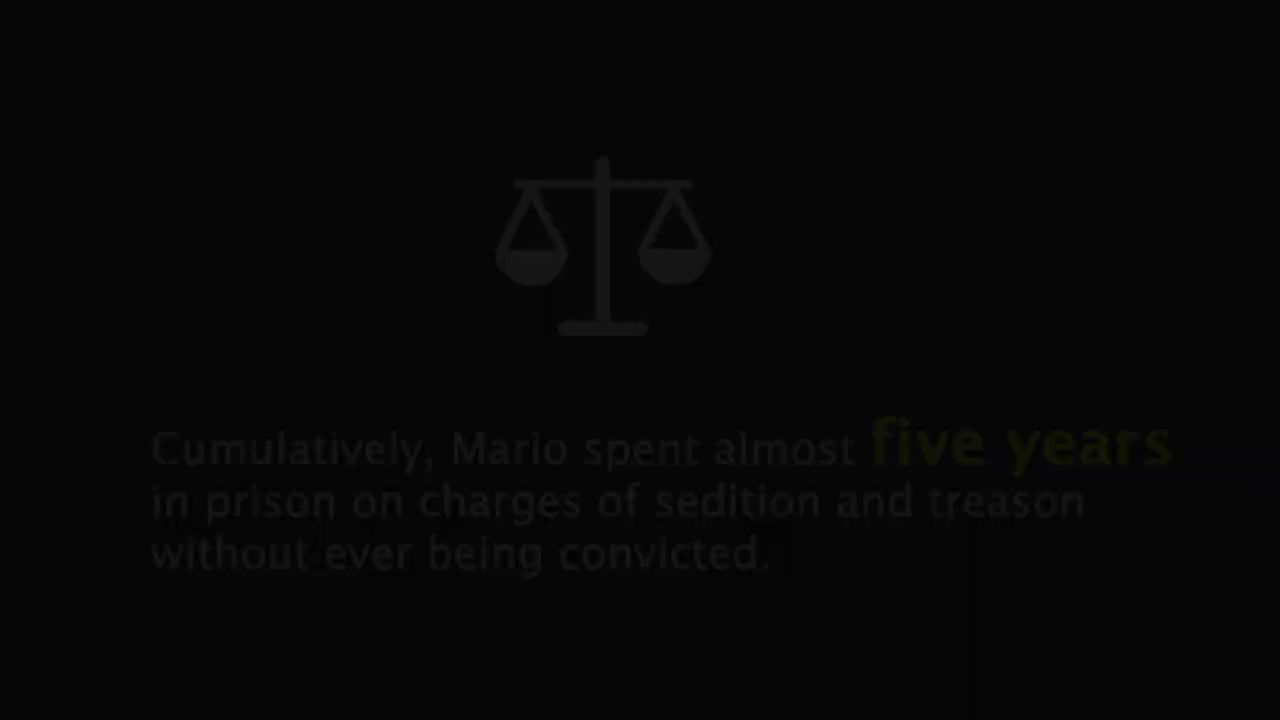 Cumulatively, Mario spent almost five years
in prison on charges of sedition and treason
without ever being convicted.